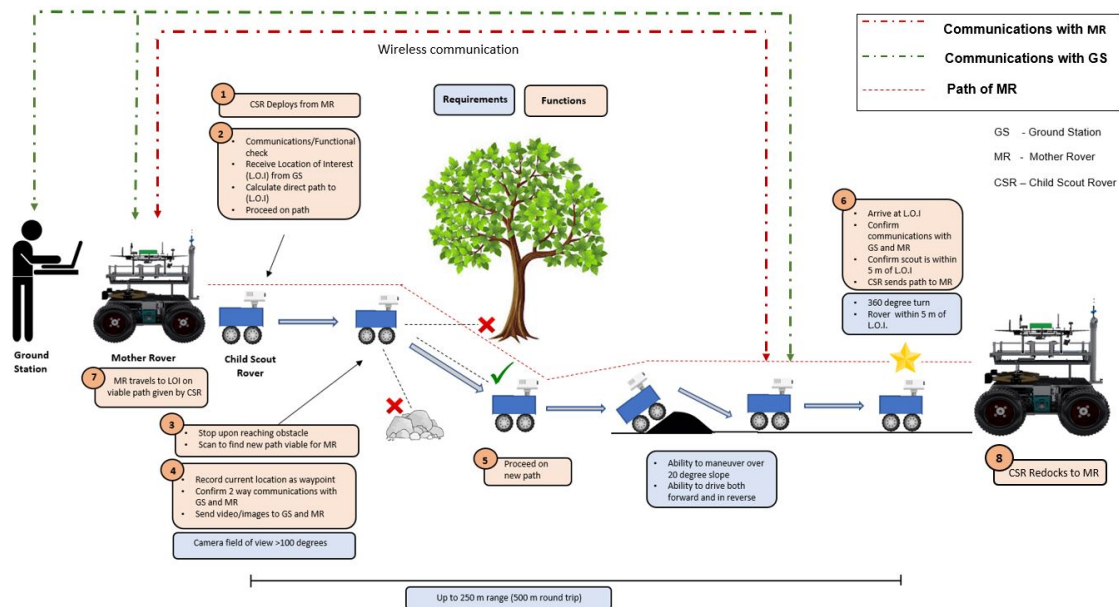 Wireless communication
Communications with MR
Communications with GS
Path of MR
GS - Ground Station
MR - Mother Rover
CSR – Child Scout Rover
Requirements
Functions
1
CSR Deploys from MR
2
• Communications/Functional
check
• Receive Location of Interest
(L.O.I) from GS
• Calculate direct path to
(L.O.I)
• Proceed on path
Ground
Station
Mother Rover
Child Scout
Rover
7
MR travels to LOI on
viable path given by CSR
3
• Stop upon reaching obstacle
• Scan to find new path viable for MR
4
• Record current location as waypoint
• Confirm 2 way communications with
GS and MR
• Send video/images to GS and MR
Camera field of view >100 degrees
5
Proceed on
new path
• Ability to maneuver over
20 degree slope
• Ability to drive both
forward and in reverse
6
• Arrive at L.O.I
• Confirm
communications with
GS and MR
• Confirm scout is within
5 m of L.O.I
• CSR sends path to MR
• 360 degree turn
• Rover within 5 m of
L.O.I.
8
CSR Redocks to MR
Up to 250 m range (500 m round trip)